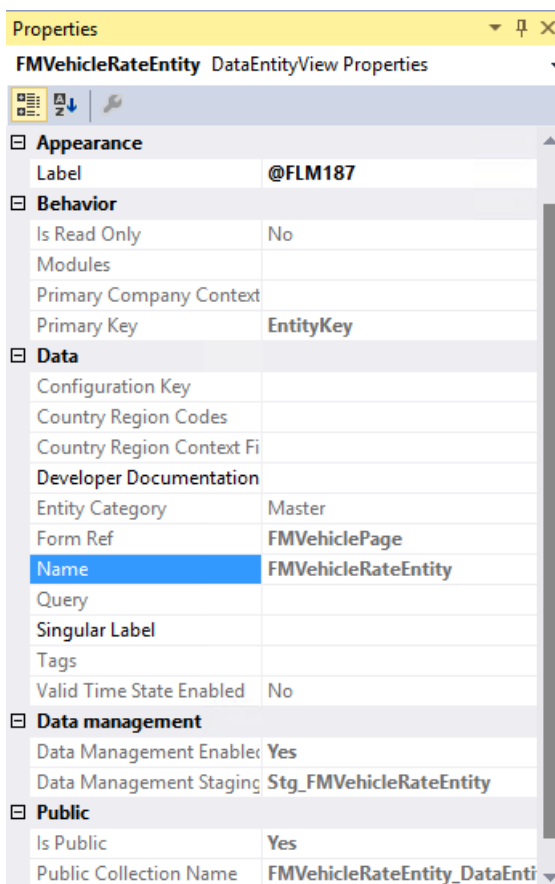 Properties
FMVehicleRateEntity DataEntityView Properties
Appearance
Label @FLM187
Behavior
Is Read Only No
Modules
Primary Company Context
Primary Key EntityKey
Data
Configuration Key
Country Region Codes
Country Region Context Fi
Developer Documentation
Entity Category Master
Form Ref FMVehiclePage
Name FMVehicleRateEntity
Query
Singular Label
Tags
Valid Time State Enabled No
Data management
Data Management Enabled Yes
Data Management Staging Stg_FMVehicleRateEntity
Public
Is Public Yes
Public Collection Name FMVehicleRateEntity_DataEnti